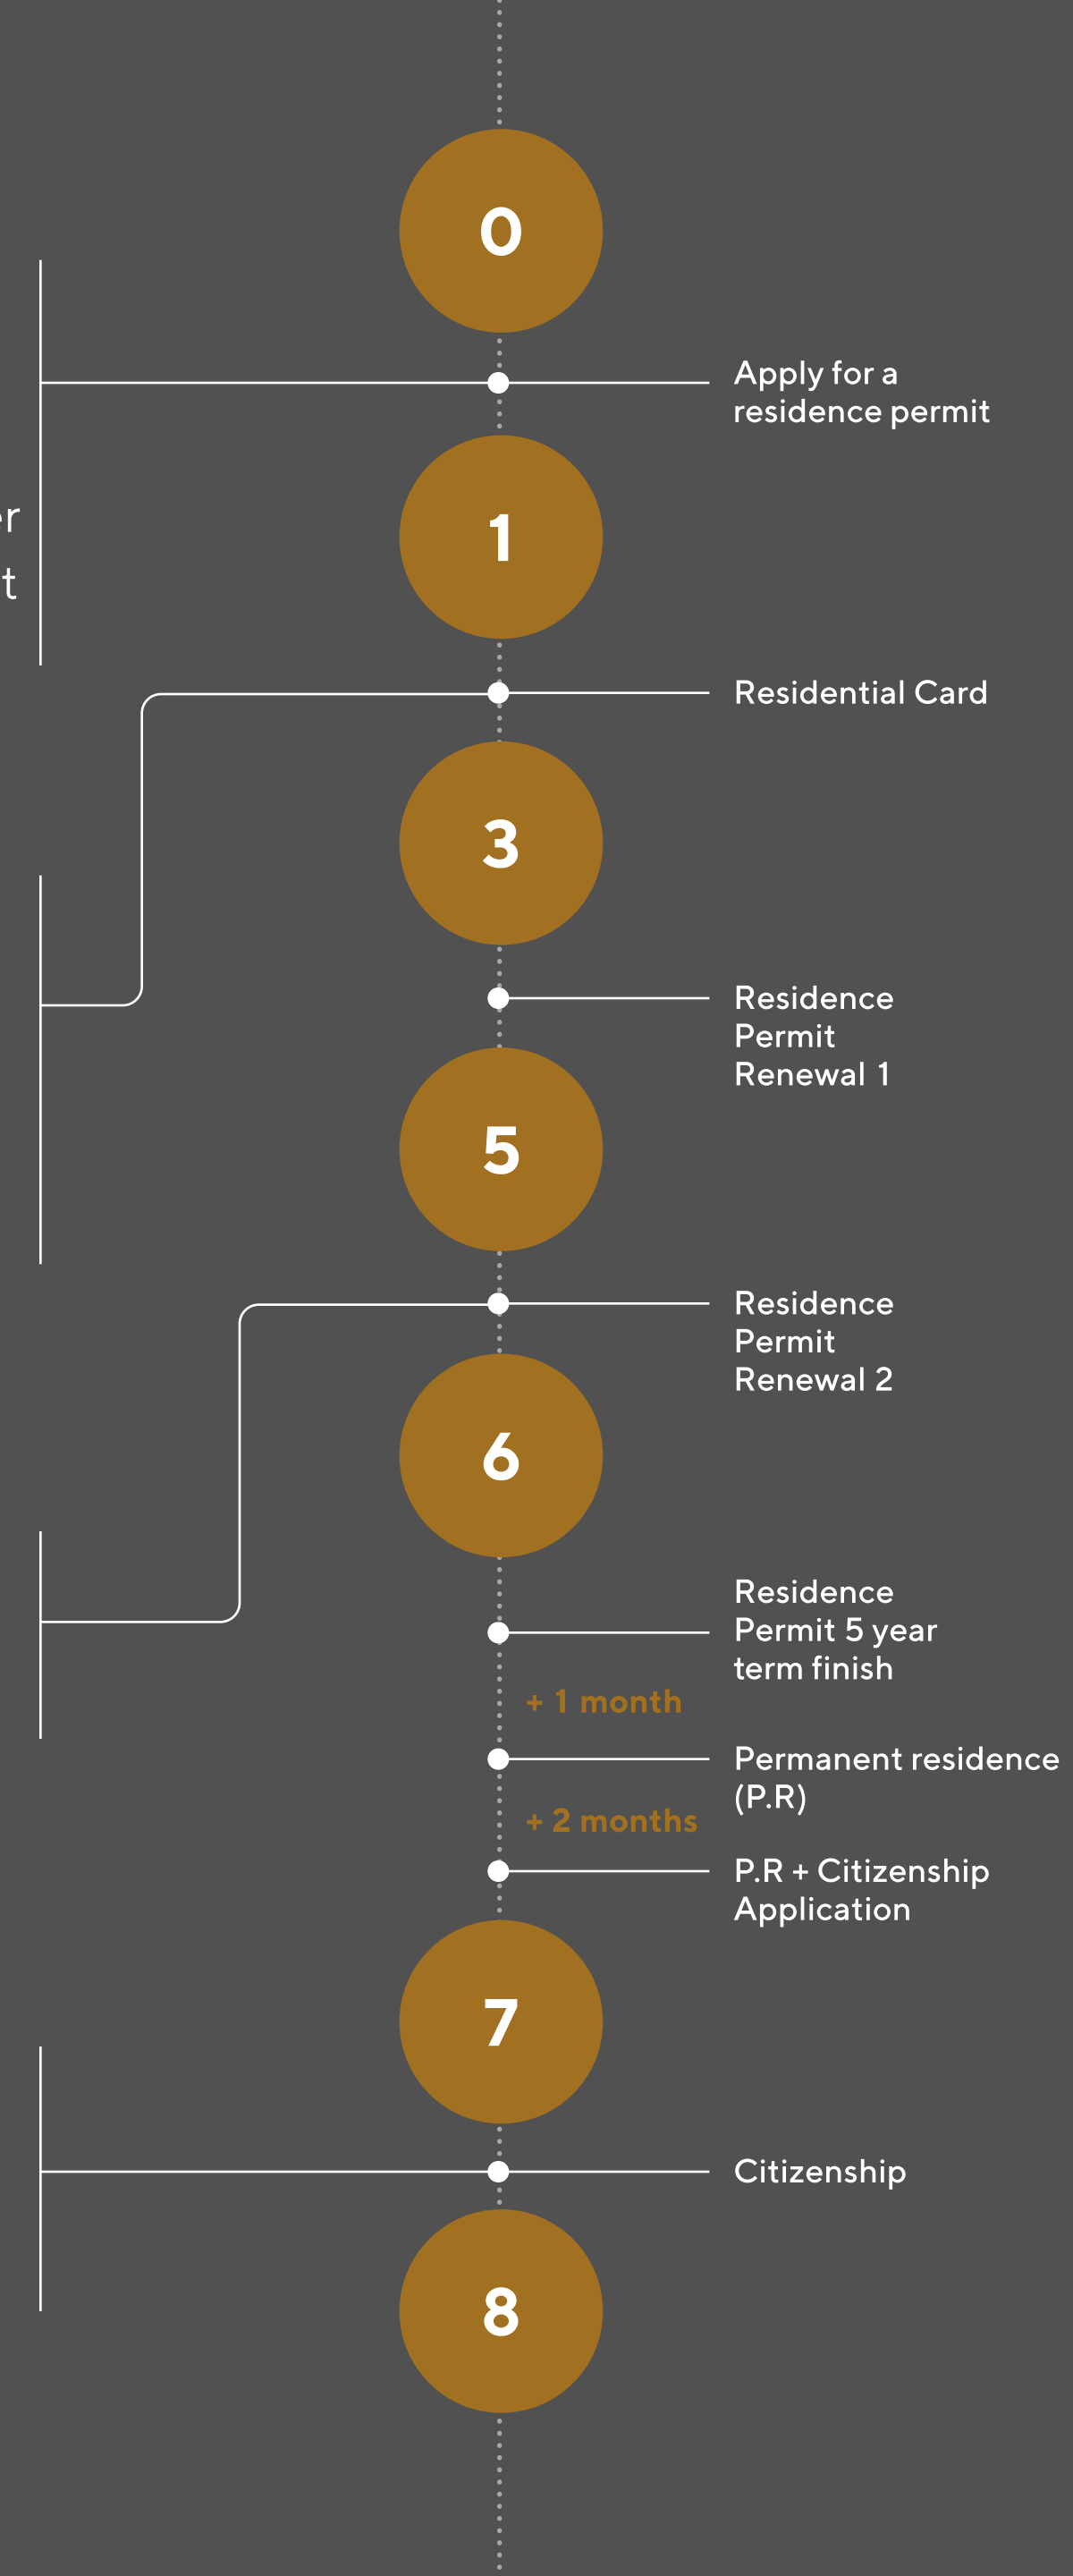 0
Apply for a
residence permit
1
Residential Card
3
Residence
Permit
Renewal 1
5
Residence
Permit
Renewal 2
6
Residence
Permit 5 year
term finish
+ 1 month
Permanent residence
(P.R)
+ 2 months
P.R + Citizenship
Application
7
Citizenship
8